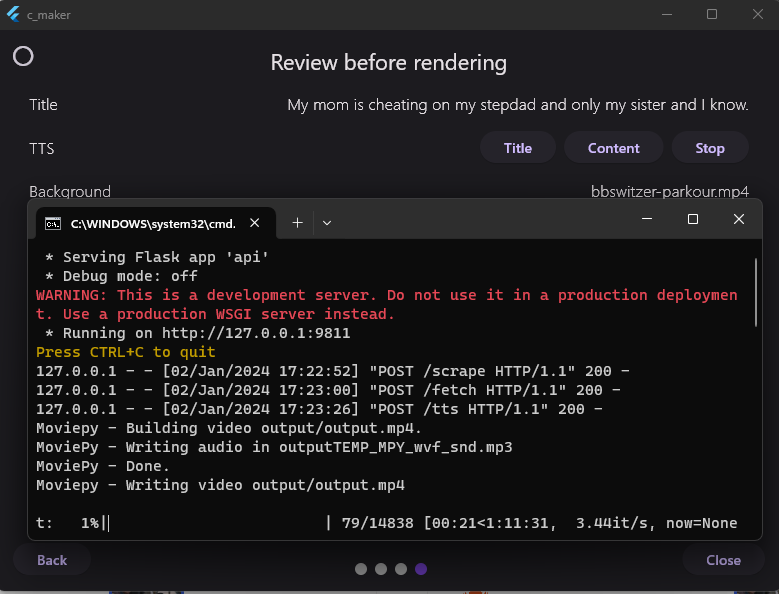 c_maker
Review before rendering
Title My mom is cheating on my stepdad and only my sister and I know.
TTS Title Content Stop
Background bbswitzer-parkour.mp4
C:\WINDOWS\system32\cmd.
* Serving Flask app 'api'
* Debug mode: off
WARNING: This is a development server. Do not use it in a production deploymen
t. Use a production WSGI server instead.
* Running on http://127.0.0.1:9811
Press CTRL+C to quit
127.0.0.1 - - [02/Jan/2024 17:22:52] "POST /scrape HTTP/1.1" 200 -
127.0.0.1 - - [02/Jan/2024 17:23:00] "POST /fetch HTTP/1.1" 200 -
127.0.0.1 - - [02/Jan/2024 17:23:26] "POST /tts HTTP/1.1" 200 -
Moviepy - Building video output/output.mp4.
MoviePy - Writing audio in outputTEMP_MPY_wvf_snd.mp3
MoviePy - Done.
Moviepy - Writing video output/output.mp4
t:   1%|          | 79/14838 [00:21<1:11:31,  3.44it/s, now=None
Back Close